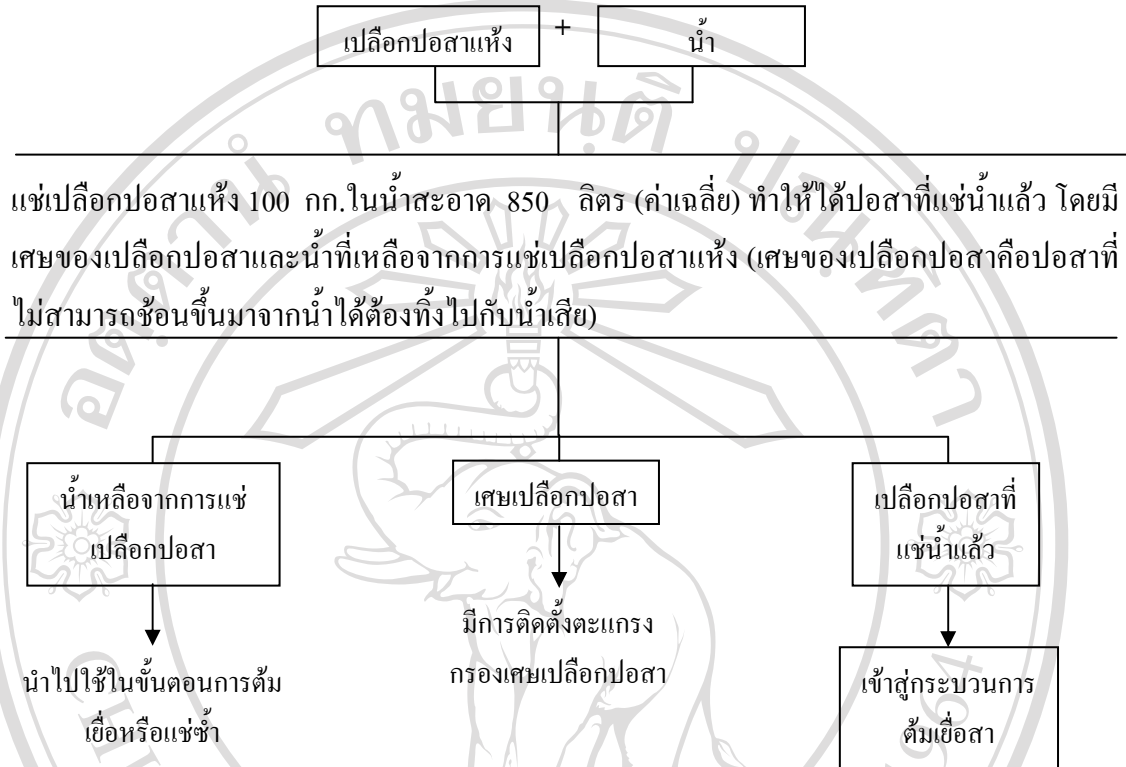 เปลือกปอสาแห้ง + น้ำ
แช่เปลือกปอสาแห้ง 100 กก.ในน้ำสะอาด 850 ลิตร (ค่าเฉลี่ย) ทำให้ได้ปอสาที่แช่น้ำแล้ว โดยมี
เศษของเปลือกปอสาและน้ำที่เหลือจากการแช่เปลือกปอสาแห้ง (เศษของเปลือกปอสาคือปอสาที่
ไม่สามารถช้อนขึ้นมาจากน้ำได้ต้องทิ้งไปกับน้ำเสีย)
น้ำเหลือจากการแช่
เปลือกปอสา
เศษเปลือกปอสา
เปลือกปอสาที่
แช่น้ำแล้ว
นำไปใช้ในขั้นตอนการต้ม
เยื่อหรือแช่ซ้ำ
มีการติดตั้งตะแกรง
กรองเศษเปลือกปอสา
เข้าสู่กระบวนการ
ต้มเยื่อสา
อตฺตานํ ทมยนฺติ ปณฺฑิตา
964